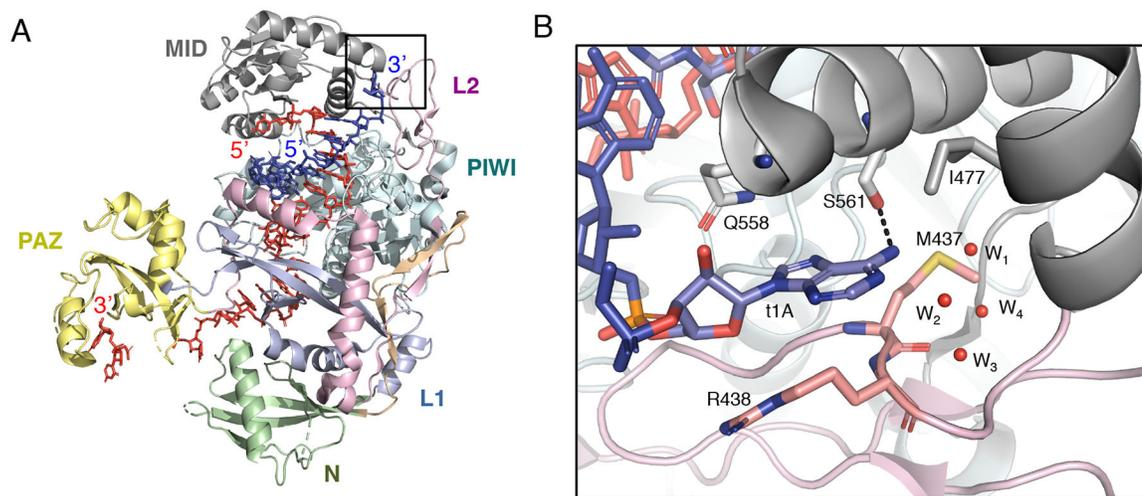 A
MID
3'
L2
5'
5'
PIWI
PAZ
3'
L1
N
B
I477
S561
Q558
M437
W1
t1A
W2
W4
W3
R438